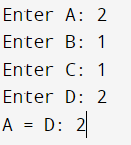 Enter A: 2
Enter B: 1
Enter C: 1
Enter D: 2
A = D: 2